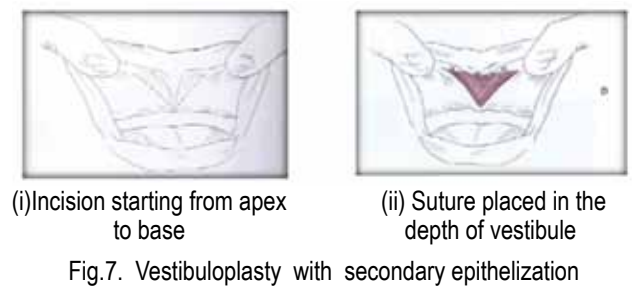 (i)Incision starting from apex
to base
(ii) Suture placed in the
depth of vestibule
Fig.7. Vestibuloplasty with secondary epithelization